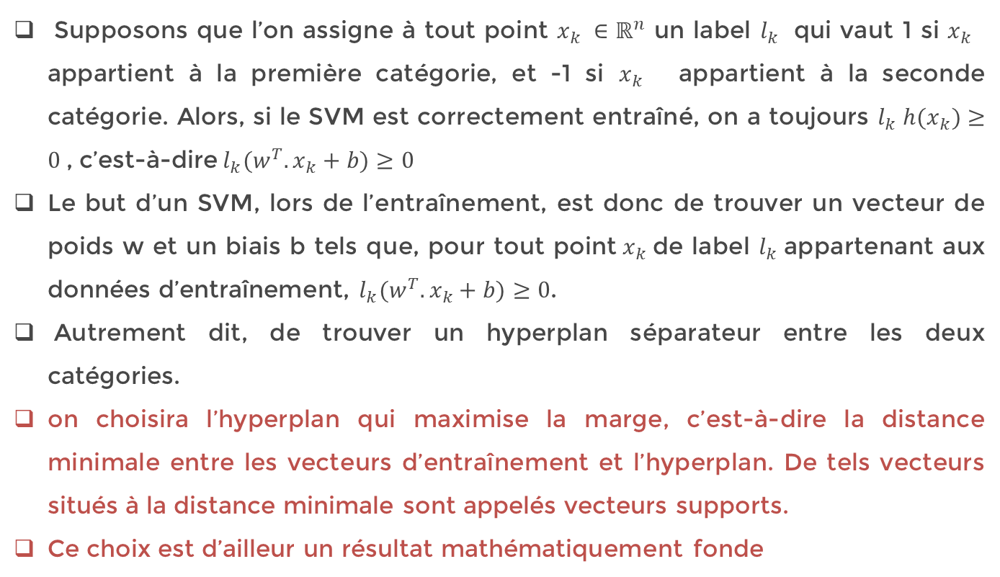 ❑ Supposons que l’on assigne à tout point $x_k \in \mathbb{R}^n$ un label $l_k$ qui vaut 1 si $x_k$
appartient à la première catégorie, et -1 si $x_k$ appartient à la seconde
catégorie. Alors, si le SVM est correctement entraîné, on a toujours $l_k \, h(x_k) \geq$
$0$ , c’est-à-dire $l_k(w^T. x_k + b) \geq 0$
❑ Le but d’un SVM, lors de l’entraînement, est donc de trouver un vecteur de
poids w et un biais b tels que, pour tout point $x_k$ de label $l_k$ appartenant aux
données d’entraînement, $l_k(w^T. x_k + b) \geq 0$.
❑ Autrement dit, de trouver un hyperplan séparateur entre les deux
catégories.
❑ on choisira l’hyperplan qui maximise la marge, c’est-à-dire la distance
minimale entre les vecteurs d’entraînement et l’hyperplan. De tels vecteurs
situés à la distance minimale sont appelés vecteurs supports.
❑ Ce choix est d’ailleur un résultat mathématiquement fonde